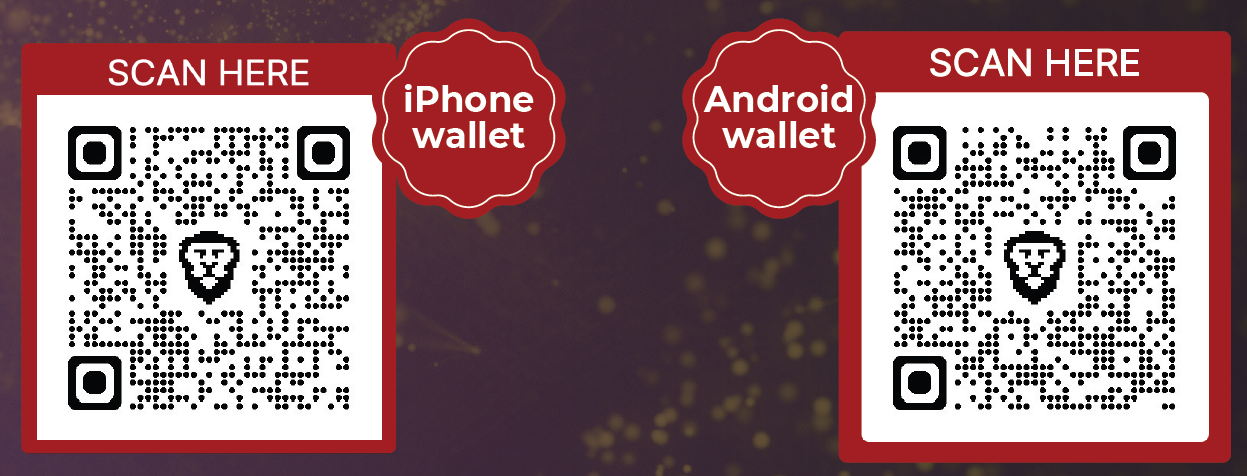 SCAN HERE
iPhone
wallet
Android
wallet
SCAN HERE